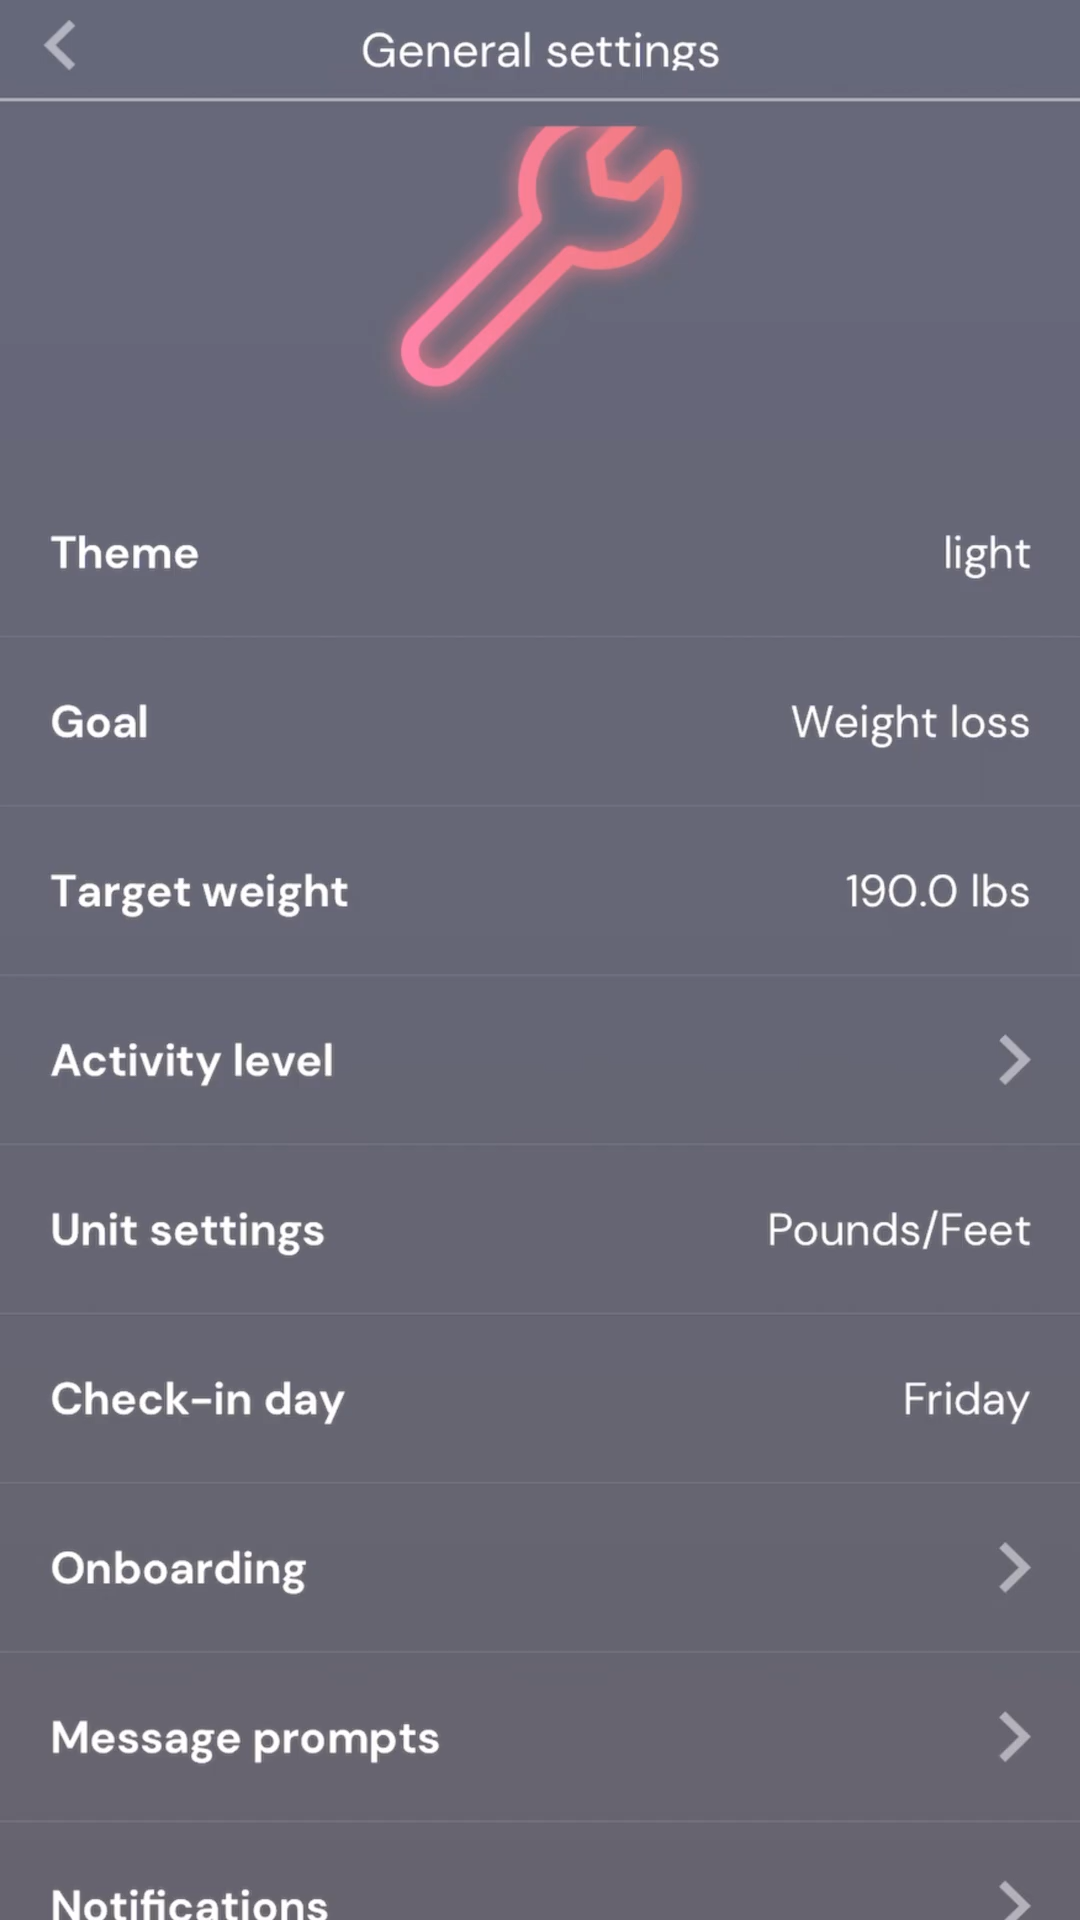 General settings
Theme
light
Goal
Weight loss
Target weight
190.0 lbs
Activity level
Unit settings
Pounds/Feet
Check-in day
Friday
Onboarding
Message prompts
Notifications